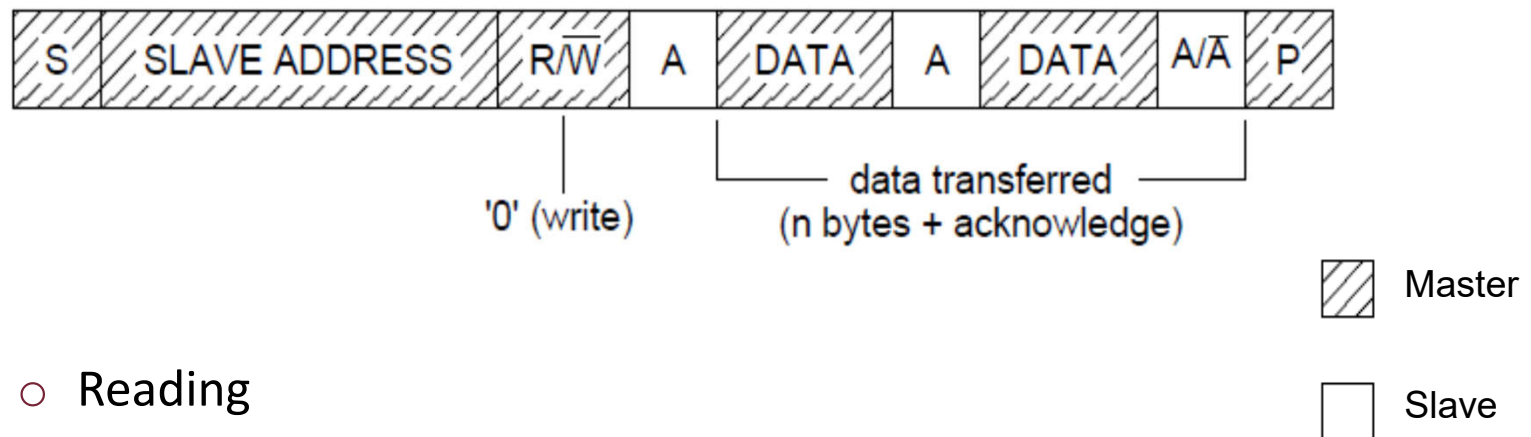 S SLAVE ADDRESS R/W̅ A DATA A DATA A/A̅ P
'0' (write)
data transferred
(n bytes + acknowledge)
Master
○ Reading
Slave